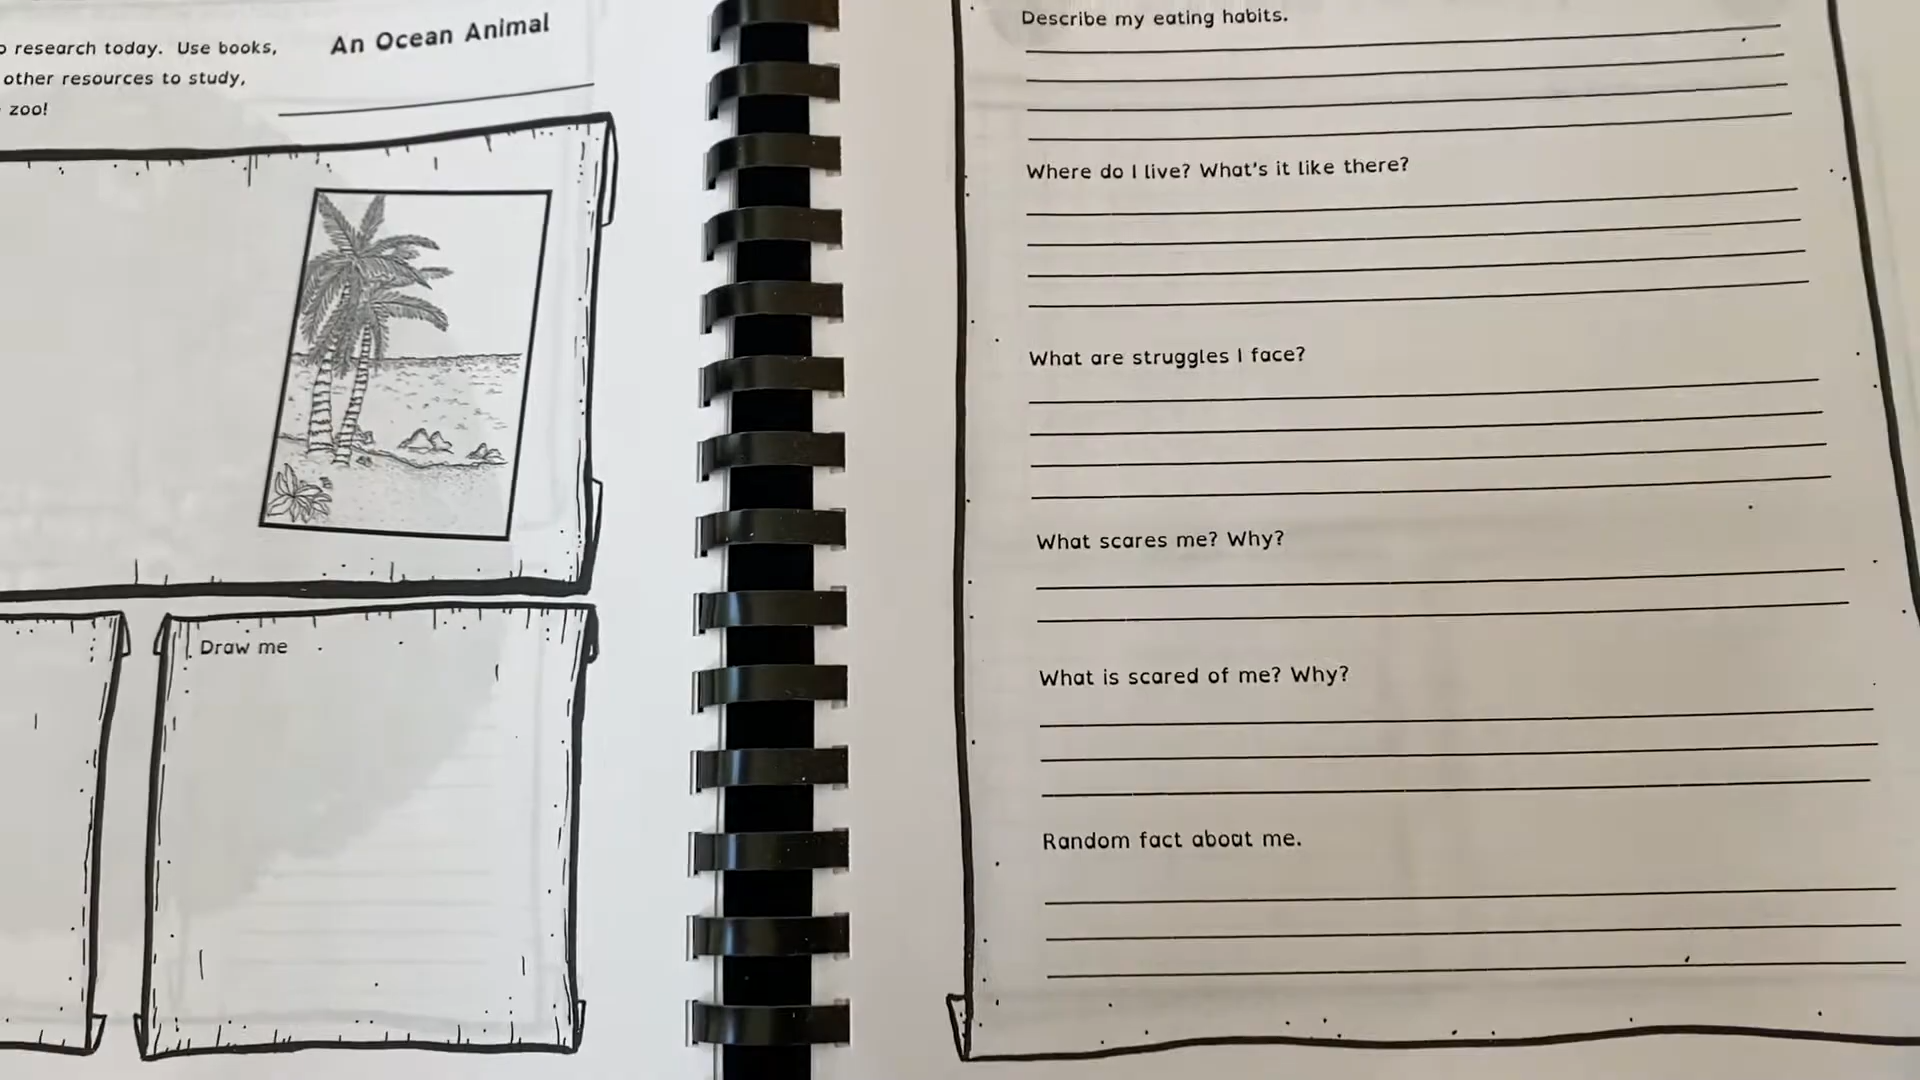 research today. Use books,
other resources to study,
zoo!
An Ocean Animal
Draw me
Describe my eating habits.
Where do I live? What's it like there?
What are struggles I face?
What scares me? Why?
What is scared of me? Why?
Random fact about me.